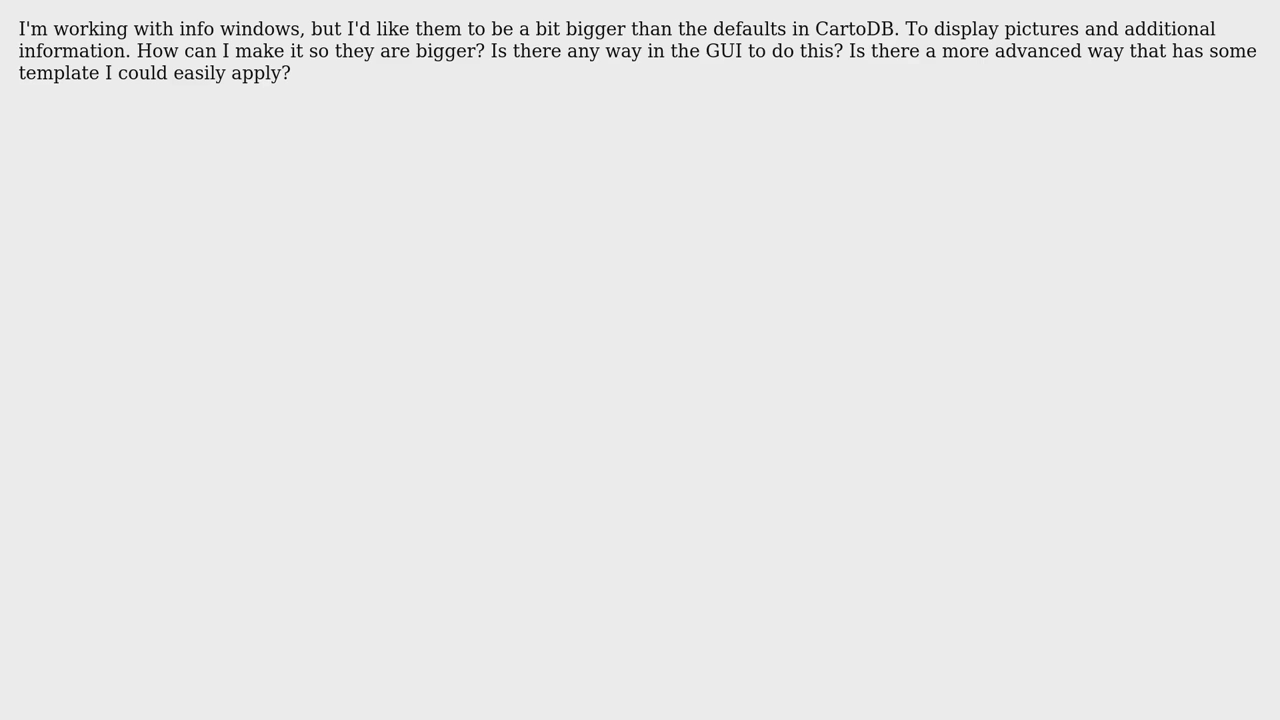 I'm working with info windows, but I'd like them to be a bit bigger than the defaults in CartoDB. To display pictures and additional
information. How can I make it so they are bigger? Is there any way in the GUI to do this? Is there a more advanced way that has some
template I could easily apply?